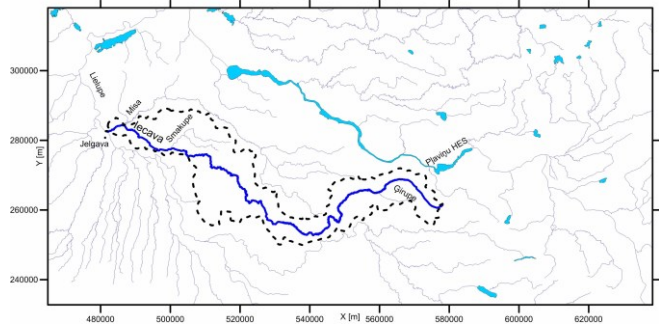 300000
280000
260000
240000
Y [m]
Lielupe
Misa
Iecava
Smakupe
Jelgava
Pļaviņu HES
Ģirupe
480000
500000
520000
540000
X [m]
560000
580000
600000
620000